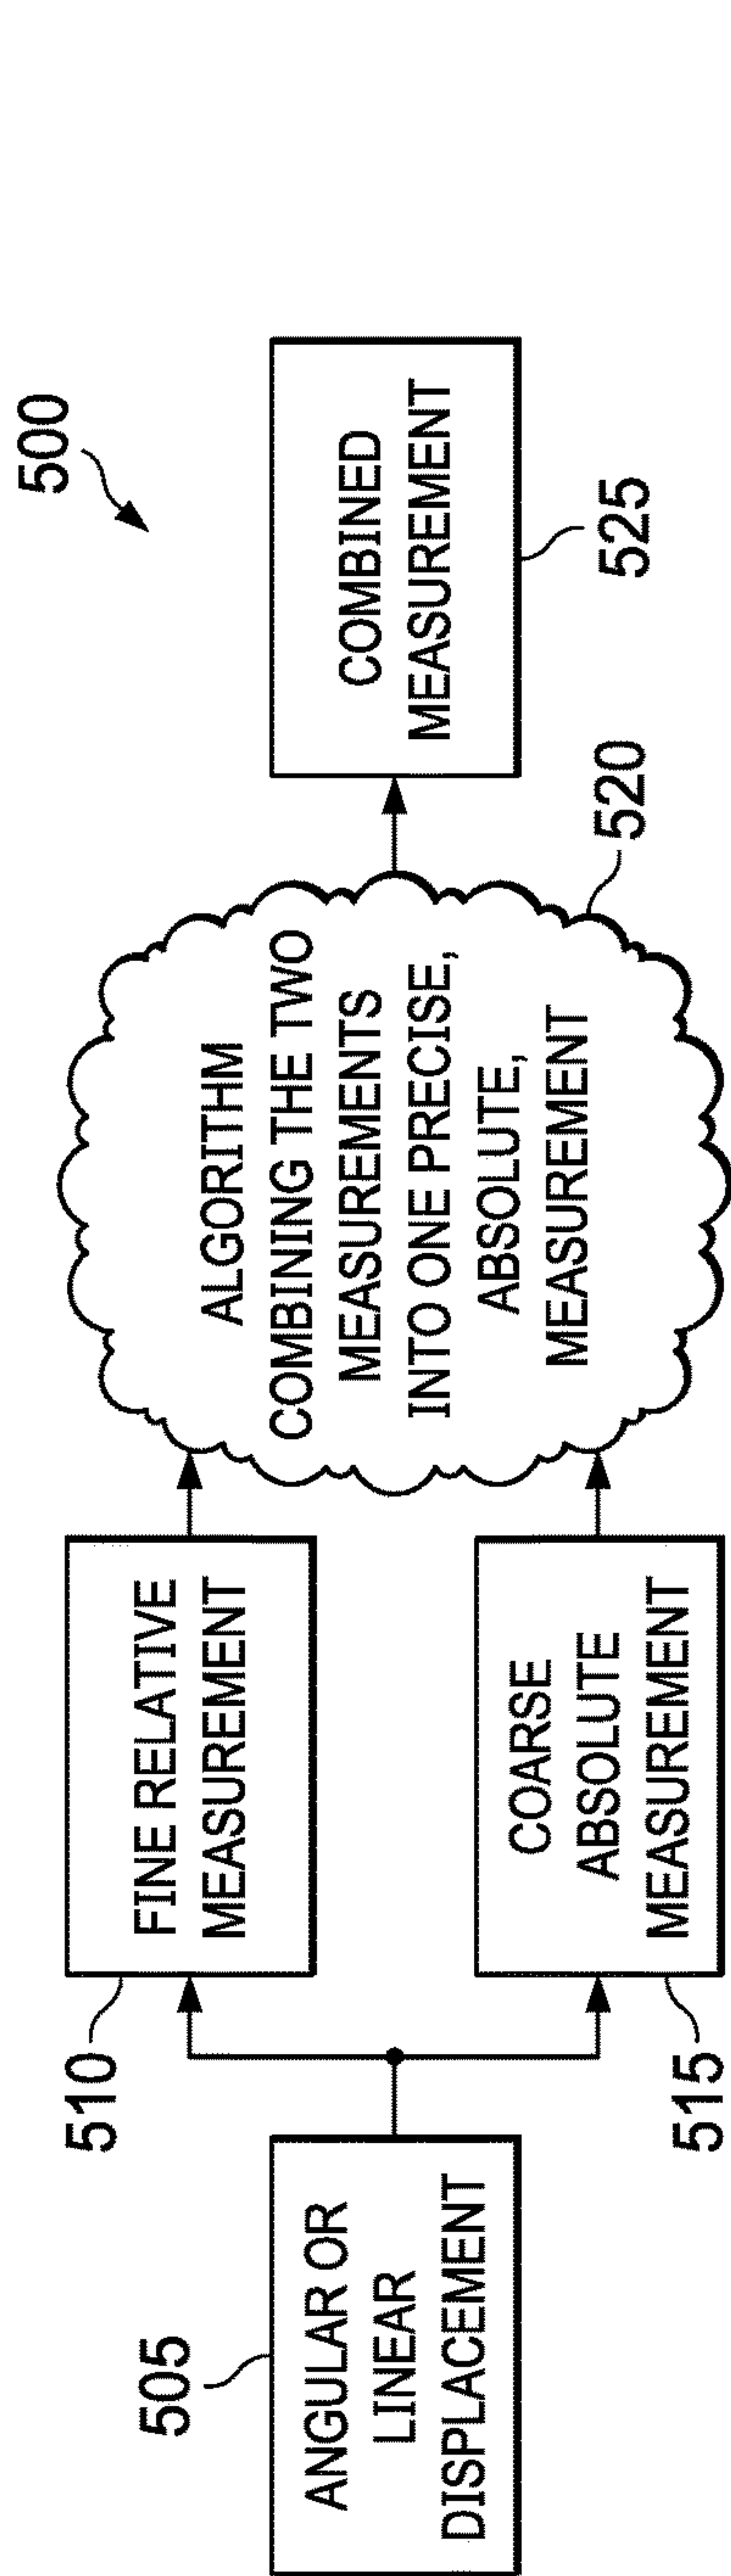 500
505
ANGULAR OR
LINEAR
DISPLACEMENT
510
FINE RELATIVE
MEASUREMENT
515
COARSE
ABSOLUTE
MEASUREMENT
ALGORITHM
COMBINING THE TWO
MEASUREMENTS
INTO ONE PRECISE,
ABSOLUTE,
MEASUREMENT
520
COMBINED
MEASUREMENT
525